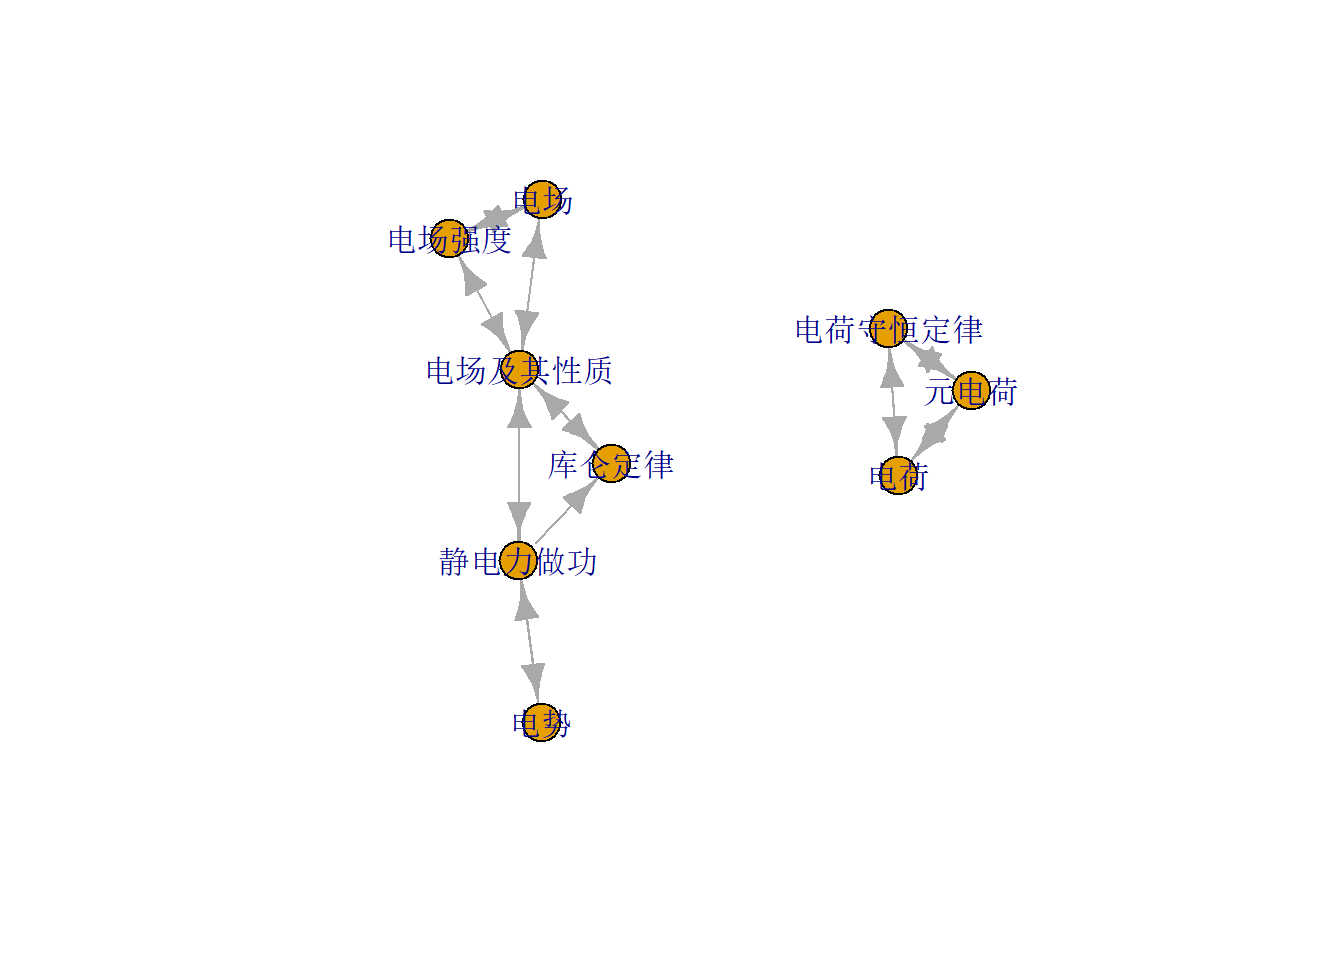 电场
电场强度
电荷守恒定律
电场及其性质
元电荷
库仑定律
电荷
静电力做功
电势